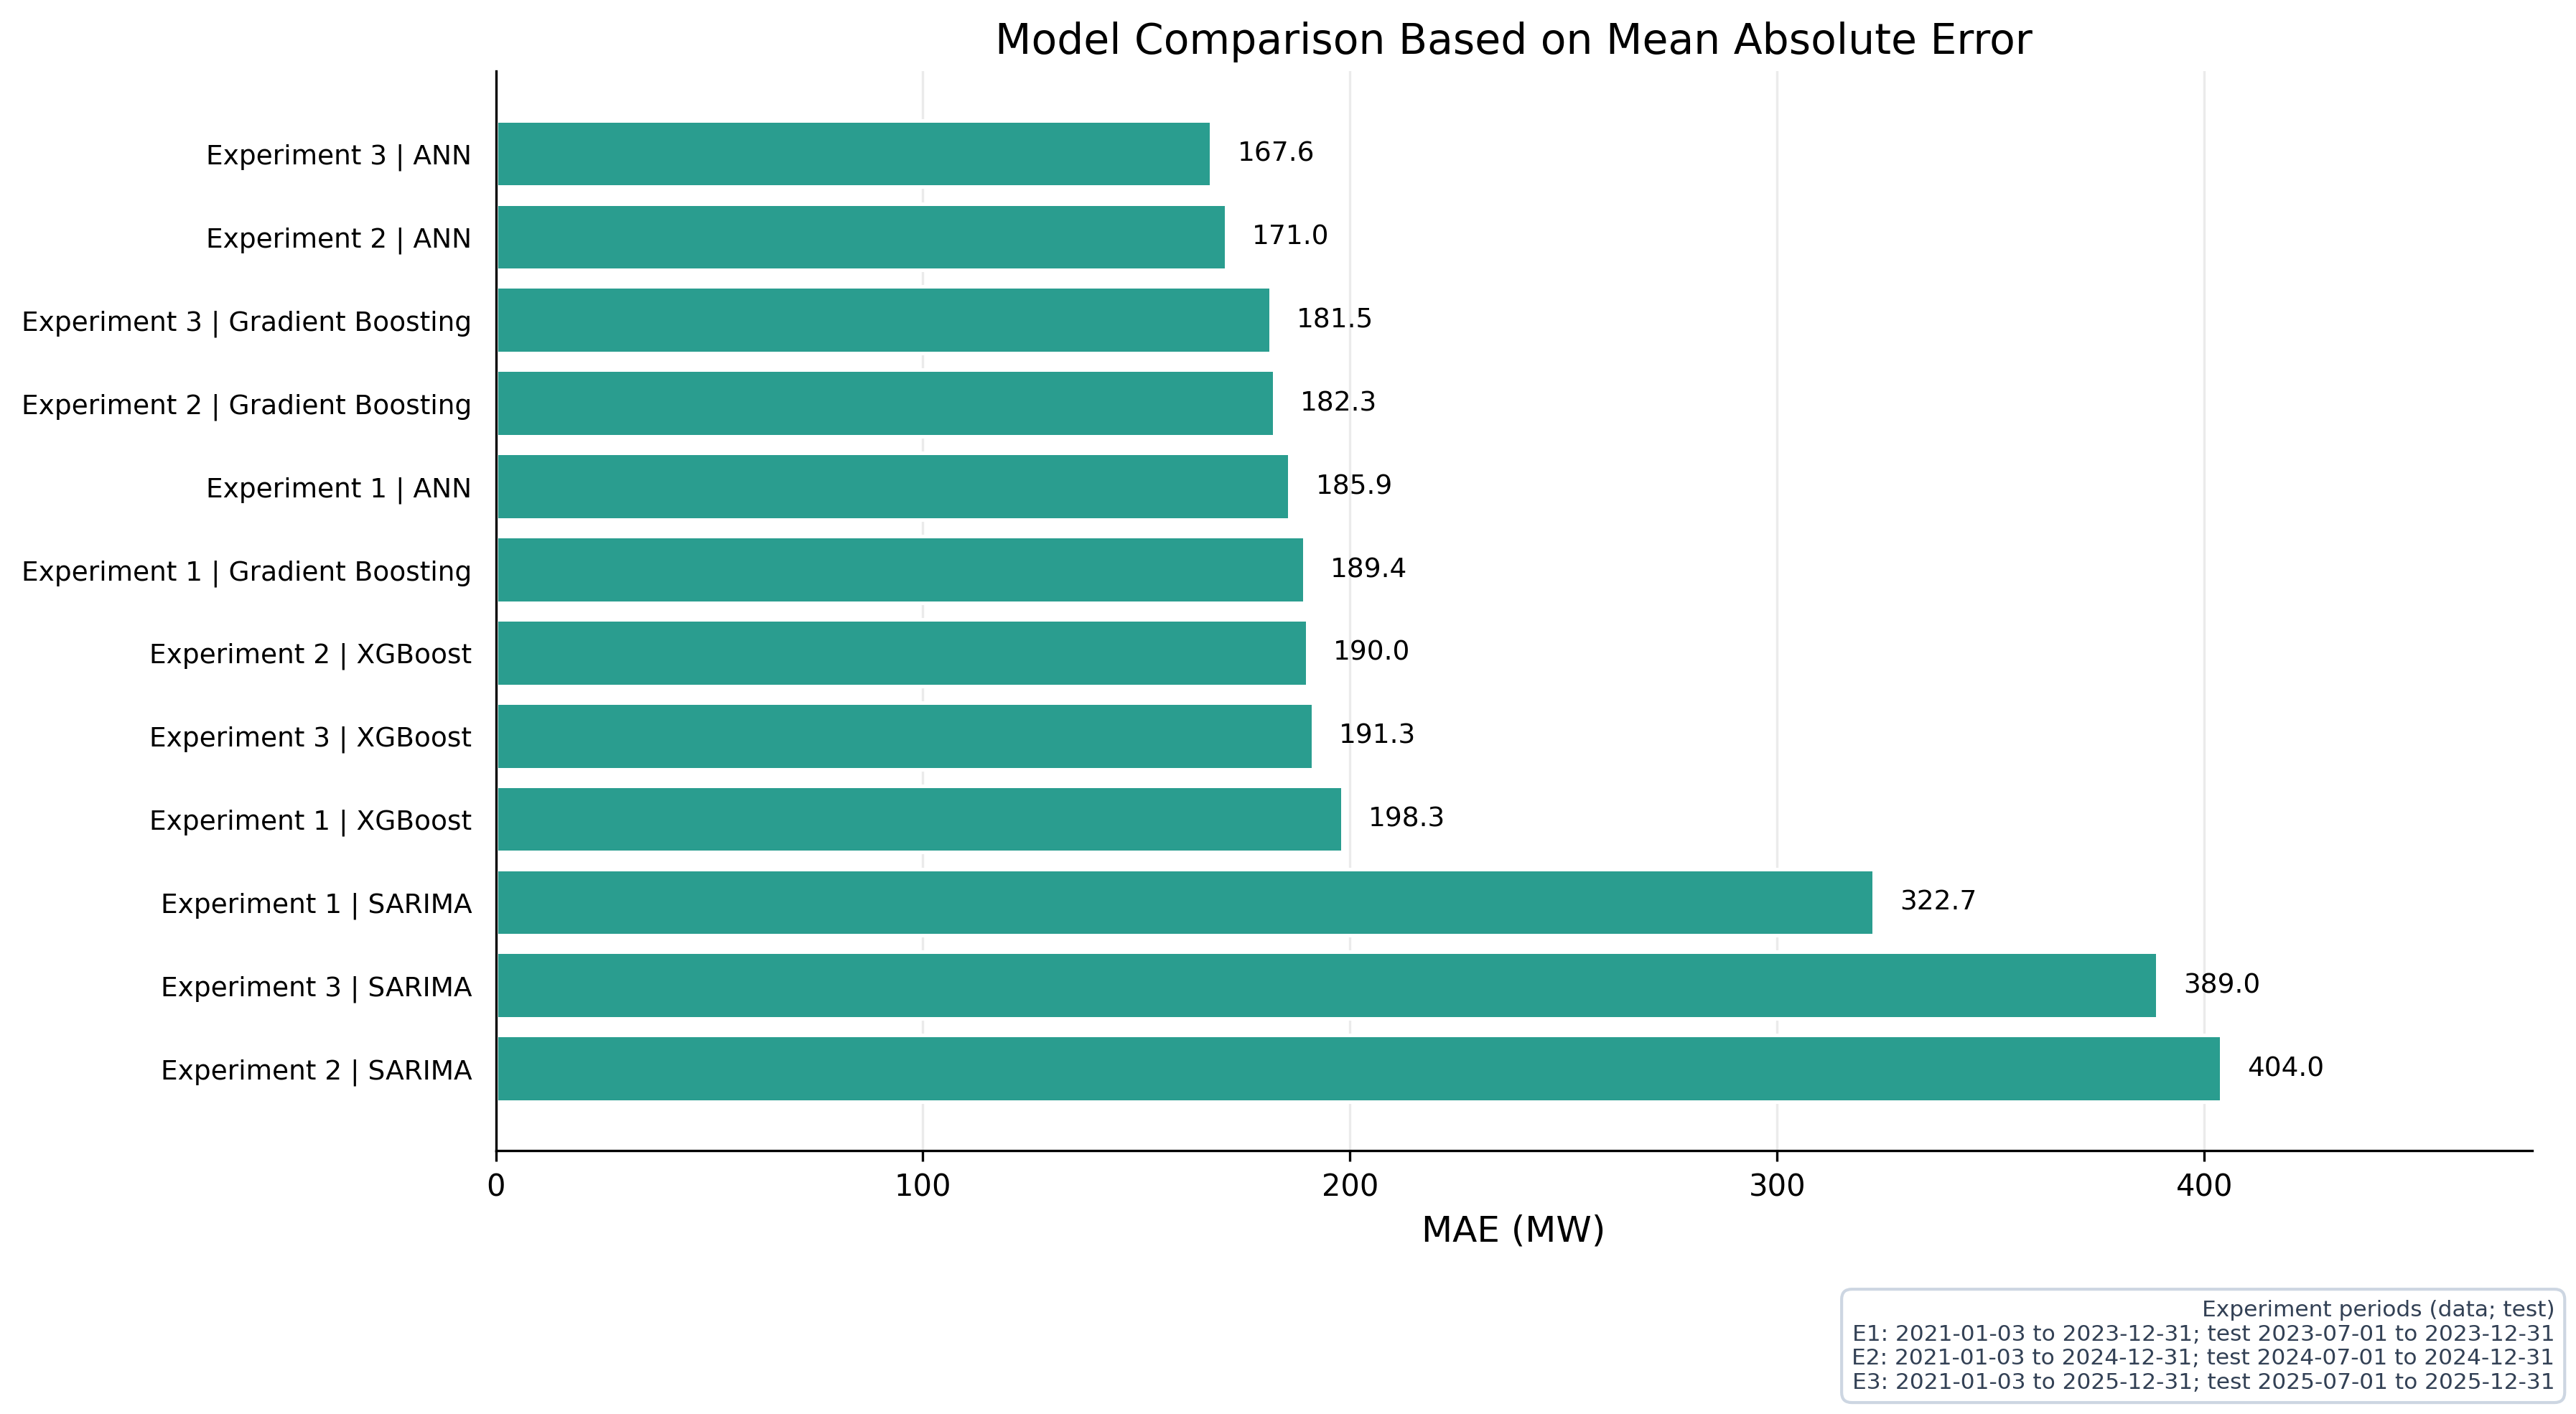 Model Comparison Based on Mean Absolute Error
Experiment 3 | ANN 167.6
Experiment 2 | ANN 171.0
Experiment 3 | Gradient Boosting 181.5
Experiment 2 | Gradient Boosting 182.3
Experiment 1 | ANN 185.9
Experiment 1 | Gradient Boosting 189.4
Experiment 2 | XGBoost 190.0
Experiment 3 | XGBoost 191.3
Experiment 1 | XGBoost 198.3
Experiment 1 | SARIMA 322.7
Experiment 3 | SARIMA 389.0
Experiment 2 | SARIMA 404.0
0 100 200 300 400
MAE (MW)
Experiment periods (data; test)
E1: 2021-01-03 to 2023-12-31; test 2023-07-01 to 2023-12-31
E2: 2021-01-03 to 2024-12-31; test 2024-07-01 to 2024-12-31
E3: 2021-01-03 to 2025-12-31; test 2025-07-01 to 2025-12-31